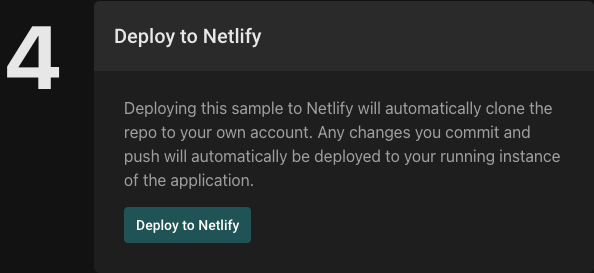 4
Deploy to Netlify
Deploying this sample to Netlify will automatically clone the
repo to your own account. Any changes you commit and
push will automatically be deployed to your running instance
of the application.
Deploy to Netlify